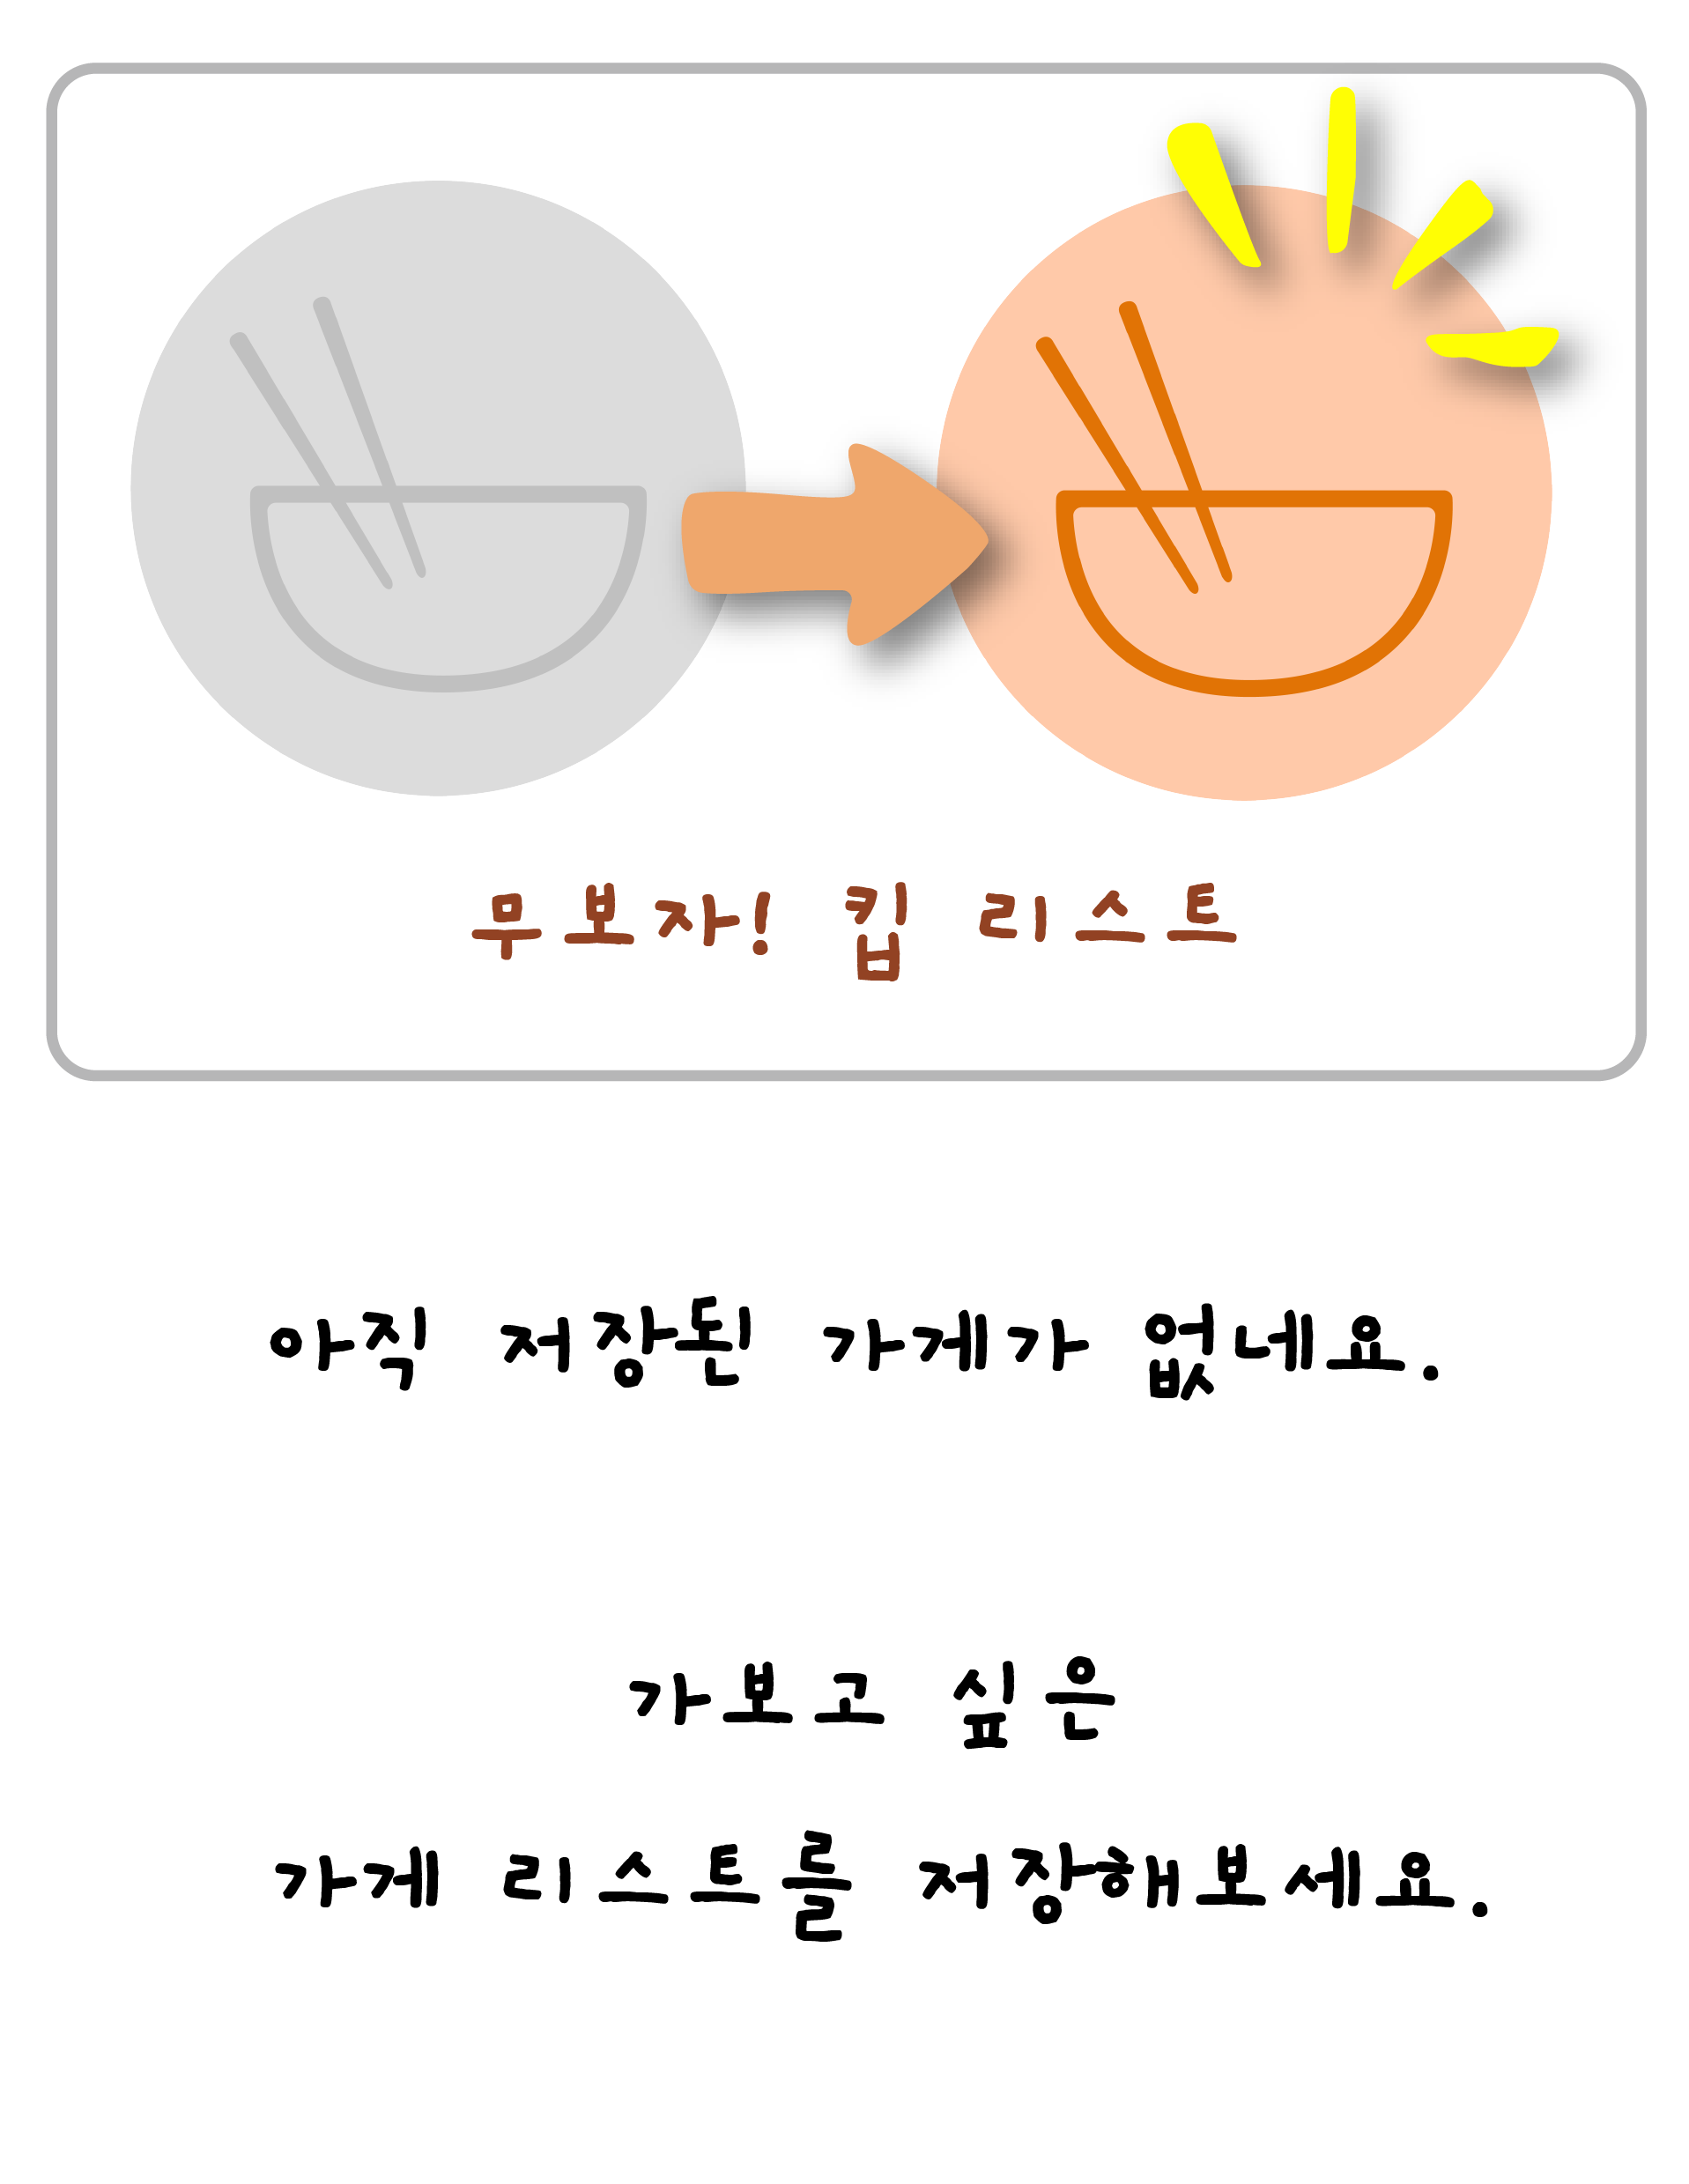 무보자! 킵 리스트
아직 저장된 가게가 없네요.
가보고 싶은
가게 리스트를 저장해보세요.